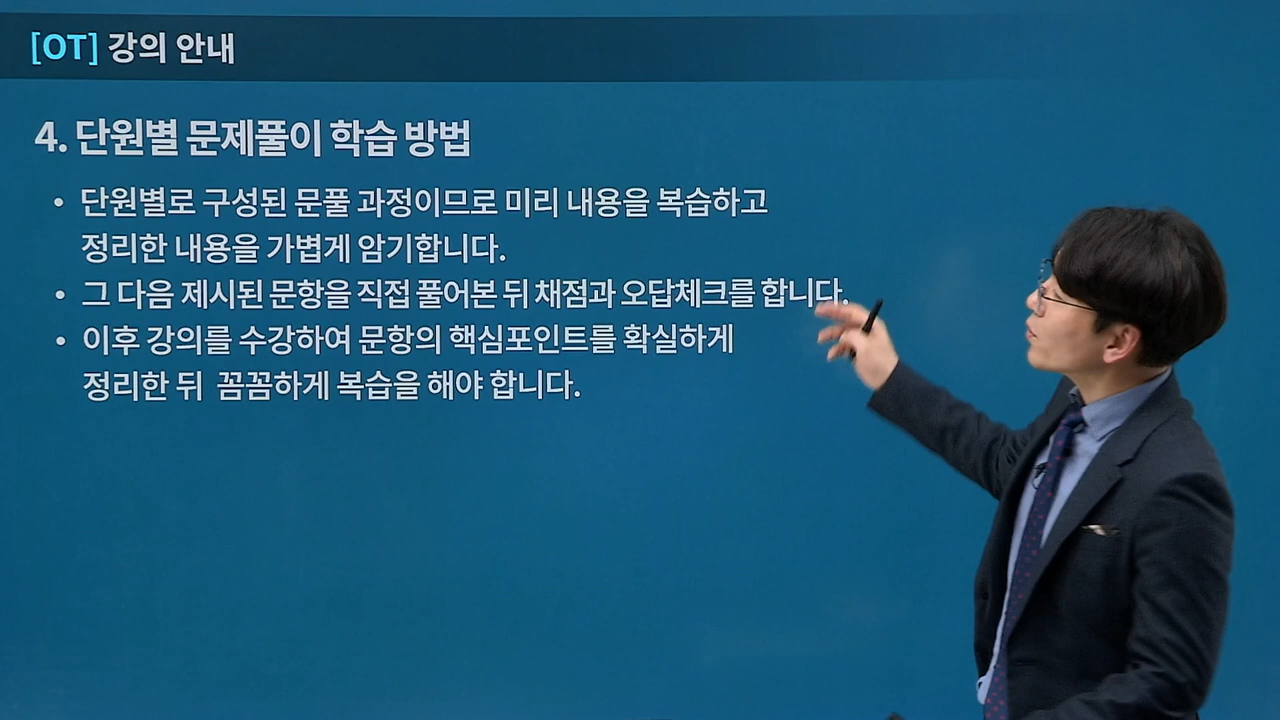 [OT] 강의 안내
4. 단원별 문제풀이 학습 방법
• 단원별로 구성된 문풀 과정이므로 미리 내용을 복습하고
정리한 내용을 가볍게 암기합니다.
• 그 다음 제시된 문항을 직접 풀어본 뒤 채점과 오답체크를 합니다.
• 이후 강의를 수강하여 문항의 핵심포인트를 확실하게
정리한 뒤 꼼꼼하게 복습을 해야 합니다.